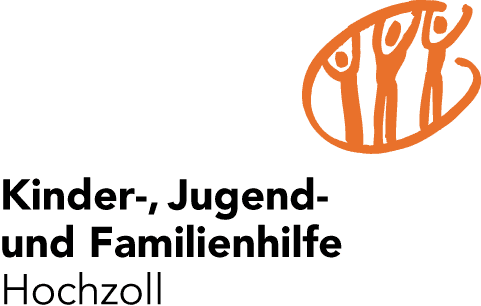 Kinder-, Jugend-
und Familienhilfe
Hochzoll